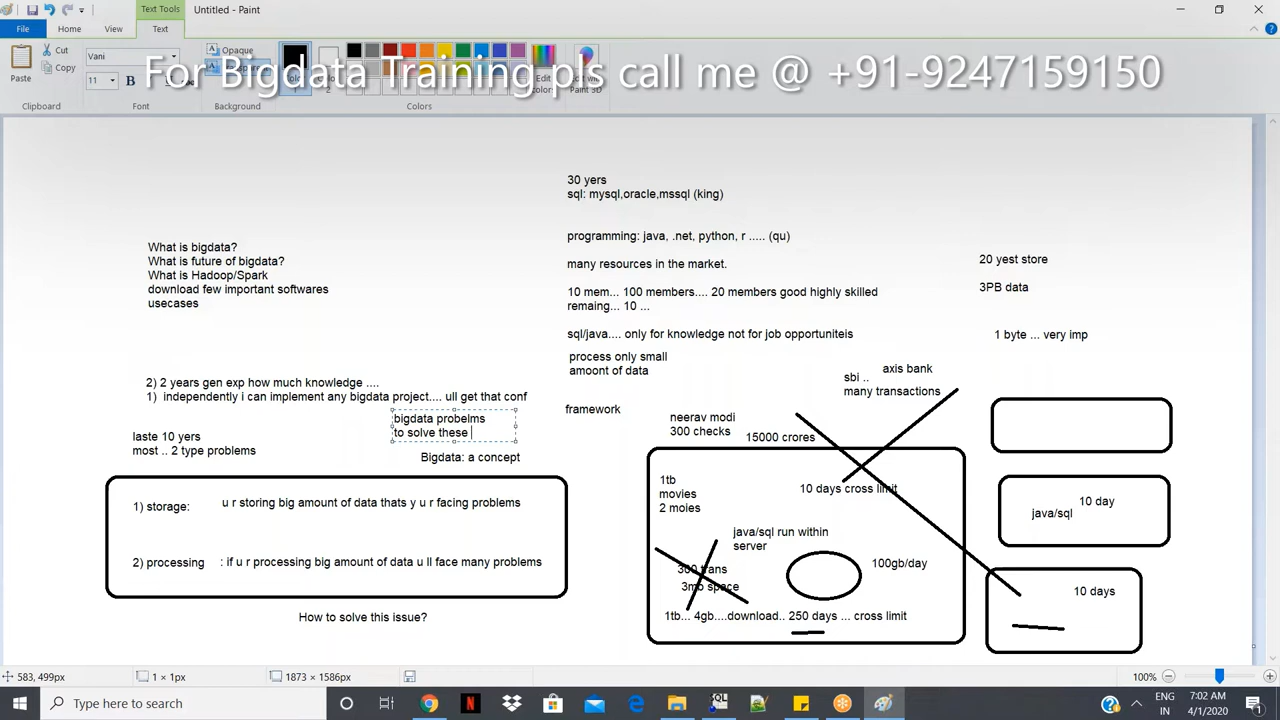 Text Tools
Untitled - Paint
File
Home
View
Text
Paste
Cut
Copy
Clipboard
Vani
11
B
Font
Opaque
Background
Colors
For Bigdata Training pls call me @ +91-9247159150
30 yers
sql: mysql,oracle,mssql (king)
programming: java, .net, python, r ..... (qu)
many resources in the market.
10 mem... 100 members.... 20 members good highly skilled
remaing... 10 ...
sql/java.... only for knowledge not for job opportuniteis
process only small
amount of data
framework
What is bigdata?
What is future of bigdata?
What is Hadoop/Spark
download few important softwares
usecases
20 yest store
3PB data
1 byte ... very imp
2) 2 years gen exp how much knowledge ....
1) independently i can implement any bigdata project.... ull get that conf
bigdata probelms
to solve these
Bigdata: a concept
laste 10 yers
most .. 2 type problems
1) storage: u r storing big amount of data thats y u r facing problems
2) processing : if u r processing big amount of data u ll face many problems
How to solve this issue?
axis bank
sbi ..
many transactions
neerav modi
300 checks
15000 crores
1tb
movies
2 moies
10 days cross limit
java/sql run within
server
100gb/day
300 trans
3mb space
1tb... 4gb....download.. 250 days ... cross limit
10 day
java/sql
10 days
583, 499px
1 × 1px
1873 × 1586px
100%
Type here to search
ENG
IN
7:02 AM
4/1/2020